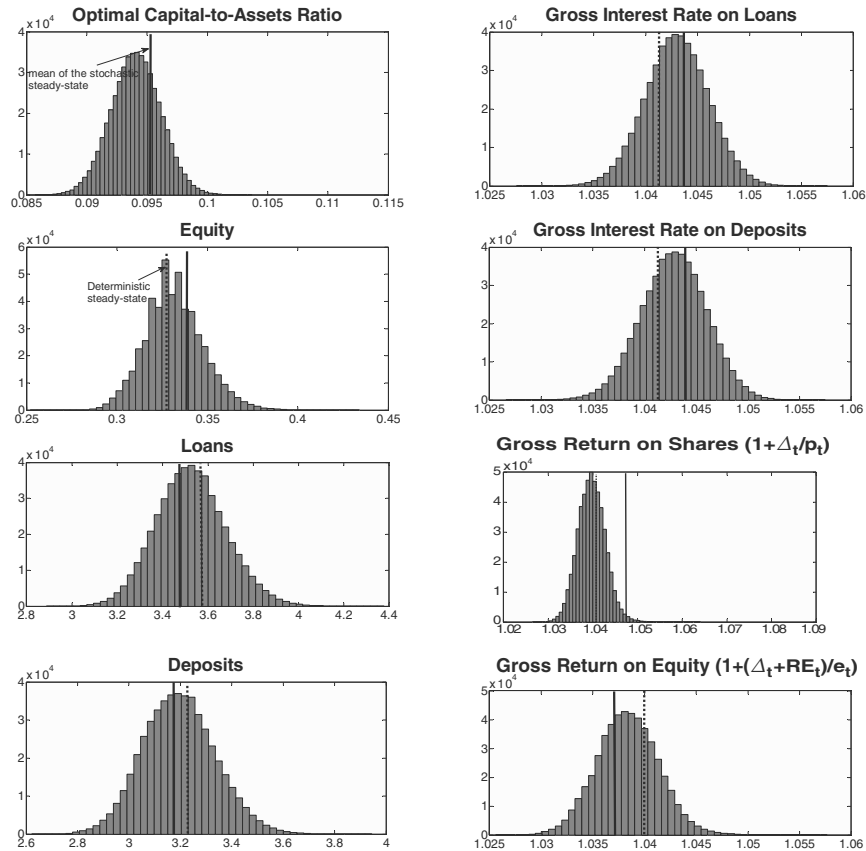 Optimal Capital-to-Assets Ratio
x 10^4
4
3
2
1
0
mean of the stochastic
steady-state
0.085 0.09 0.095 0.1 0.105 0.11 0.115
Equity
x 10^4
6
5
4
3
2
1
0
Deterministic
steady-state
0.25 0.3 0.35 0.4 0.45
Loans
x 10^4
4
3
2
1
0
2.8 3 3.2 3.4 3.6 3.8 4 4.2 4.4
Deposits
x 10^4
4
3
2
1
0
2.6 2.8 3 3.2 3.4 3.6 3.8 4
Gross Interest Rate on Loans
x 10^4
4
3
2
1
0
1.025 1.03 1.035 1.04 1.045 1.05 1.055 1.06
Gross Interest Rate on Deposits
x 10^4
4
3
2
1
0
1.025 1.03 1.035 1.04 1.045 1.05 1.055 1.06
Gross Return on Shares (1+Δ_t/p_t)
x 10^4
5
4
3
2
1
0
1.02 1.03 1.04 1.05 1.06 1.07 1.08 1.09
Gross Return on Equity (1+(Δ_t+RE_t)/e_t)
x 10^4
5
4
3
2
1
0
1.025 1.03 1.035 1.04 1.045 1.05 1.055 1.06